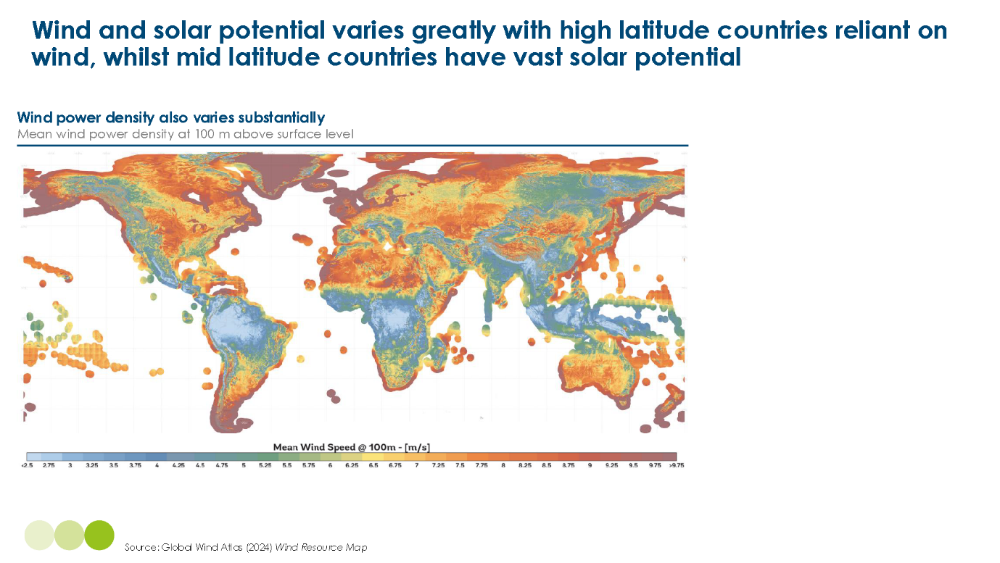 Wind and solar potential varies greatly with high latitude countries reliant on
wind, whilst mid latitude countries have vast solar potential
Wind power density also varies substantially
Mean wind power density at 100 m above surface level
Mean Wind Speed @ 100m - [m/s]
<2.5 2.75 3 3.25 3.5 3.75 4 4.25 4.5 4.75 5 5.25 5.5 5.75 6 6.25 6.5 6.75 7 7.25 7.5 7.75 8 8.25 8.5 8.75 9 9.25 9.5 9.75 >9.75
Source: Global Wind Atlas (2024) Wind Resource Map